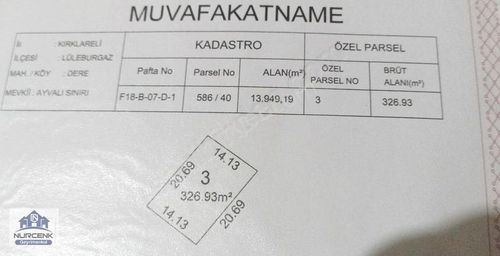 MUVAFAKATNAME
İli : KIRKLARELİ
İLÇESİ : LÜLEBURGAZ
MAH. / KÖY : DERE
MEVKİİ : AYVALI SINIRI
KADASTRO
ÖZEL PARSEL
Pafta No
Parsel No
ALAN(m²)
ÖZEL PARSEL NO
BRÜT ALANI(m²)
F18-B-07-D-1
586 / 40
13.949,19
3
326.93
14.13
20.69
3
326.93m²
20.69
14.13
NURCENK
Gayrimenkul